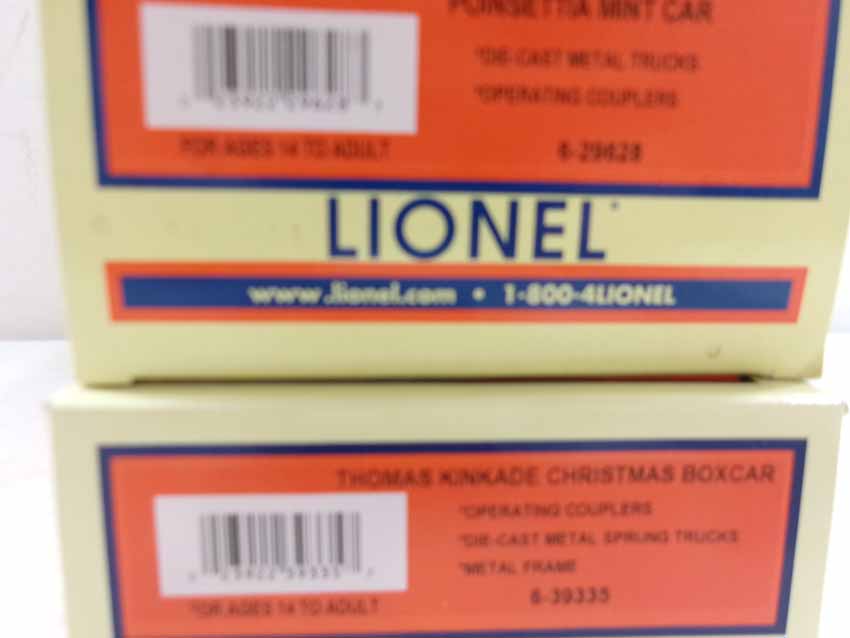 POINSETTIA MINT CAR
*DIE-CAST METAL TRUCKS
*OPERATING COUPLERS
FOR AGES 14 TO ADULT
6-29628
LIONEL
www.lionel.com • 1-800-4LIONEL
THOMAS KINKADE CHRISTMAS BOXCAR
*OPERATING COUPLERS
*DIE-CAST METAL SPRUNG TRUCKS
*METAL FRAME
6-39335
FOR AGES 14 TO ADULT